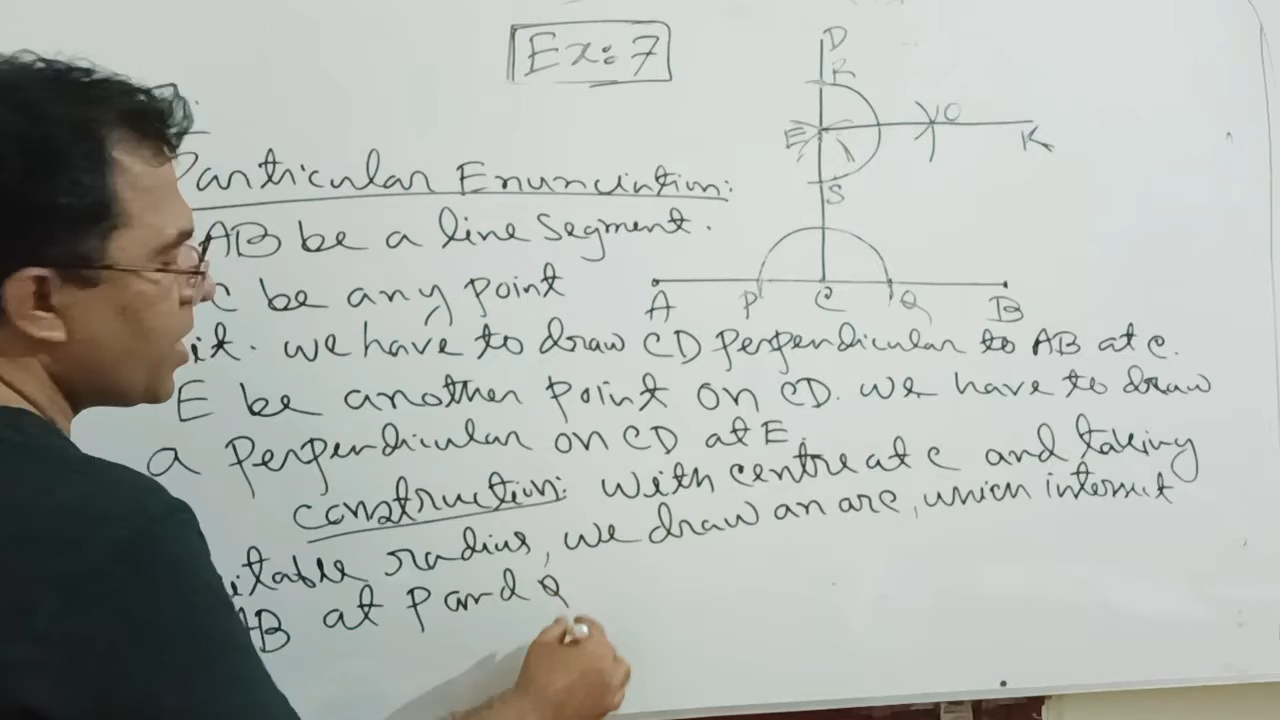 Ex: 7
D
R
E
O
K
S
A P C Q B
Particular Enunciation:
AB be a line segment.
C be any point
it. we have to draw CD perpendicular to AB at C.
E be another point on CD. we have to draw
a perpendicular on CD at E.
construction: with centre at C and taking
suitable radius, we draw an arc, which intersect
AB at P and Q